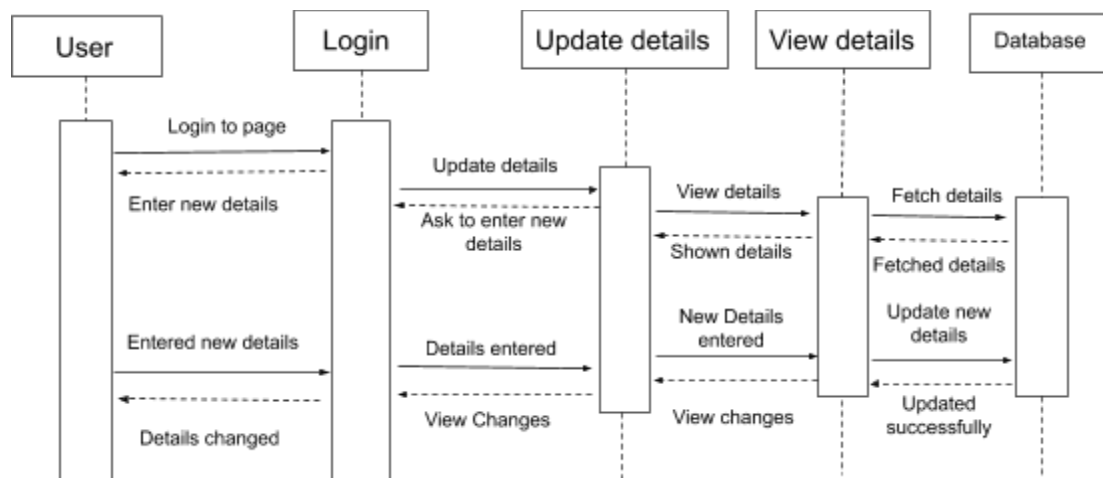 User
Login
Update details
View details
Database
Login to page
Enter new details
Update details
Ask to enter new
details
View details
Shown details
Fetch details
Fetched details
Entered new details
Details changed
Details entered
View Changes
New Details
entered
View changes
Update new
details
Updated
successfully